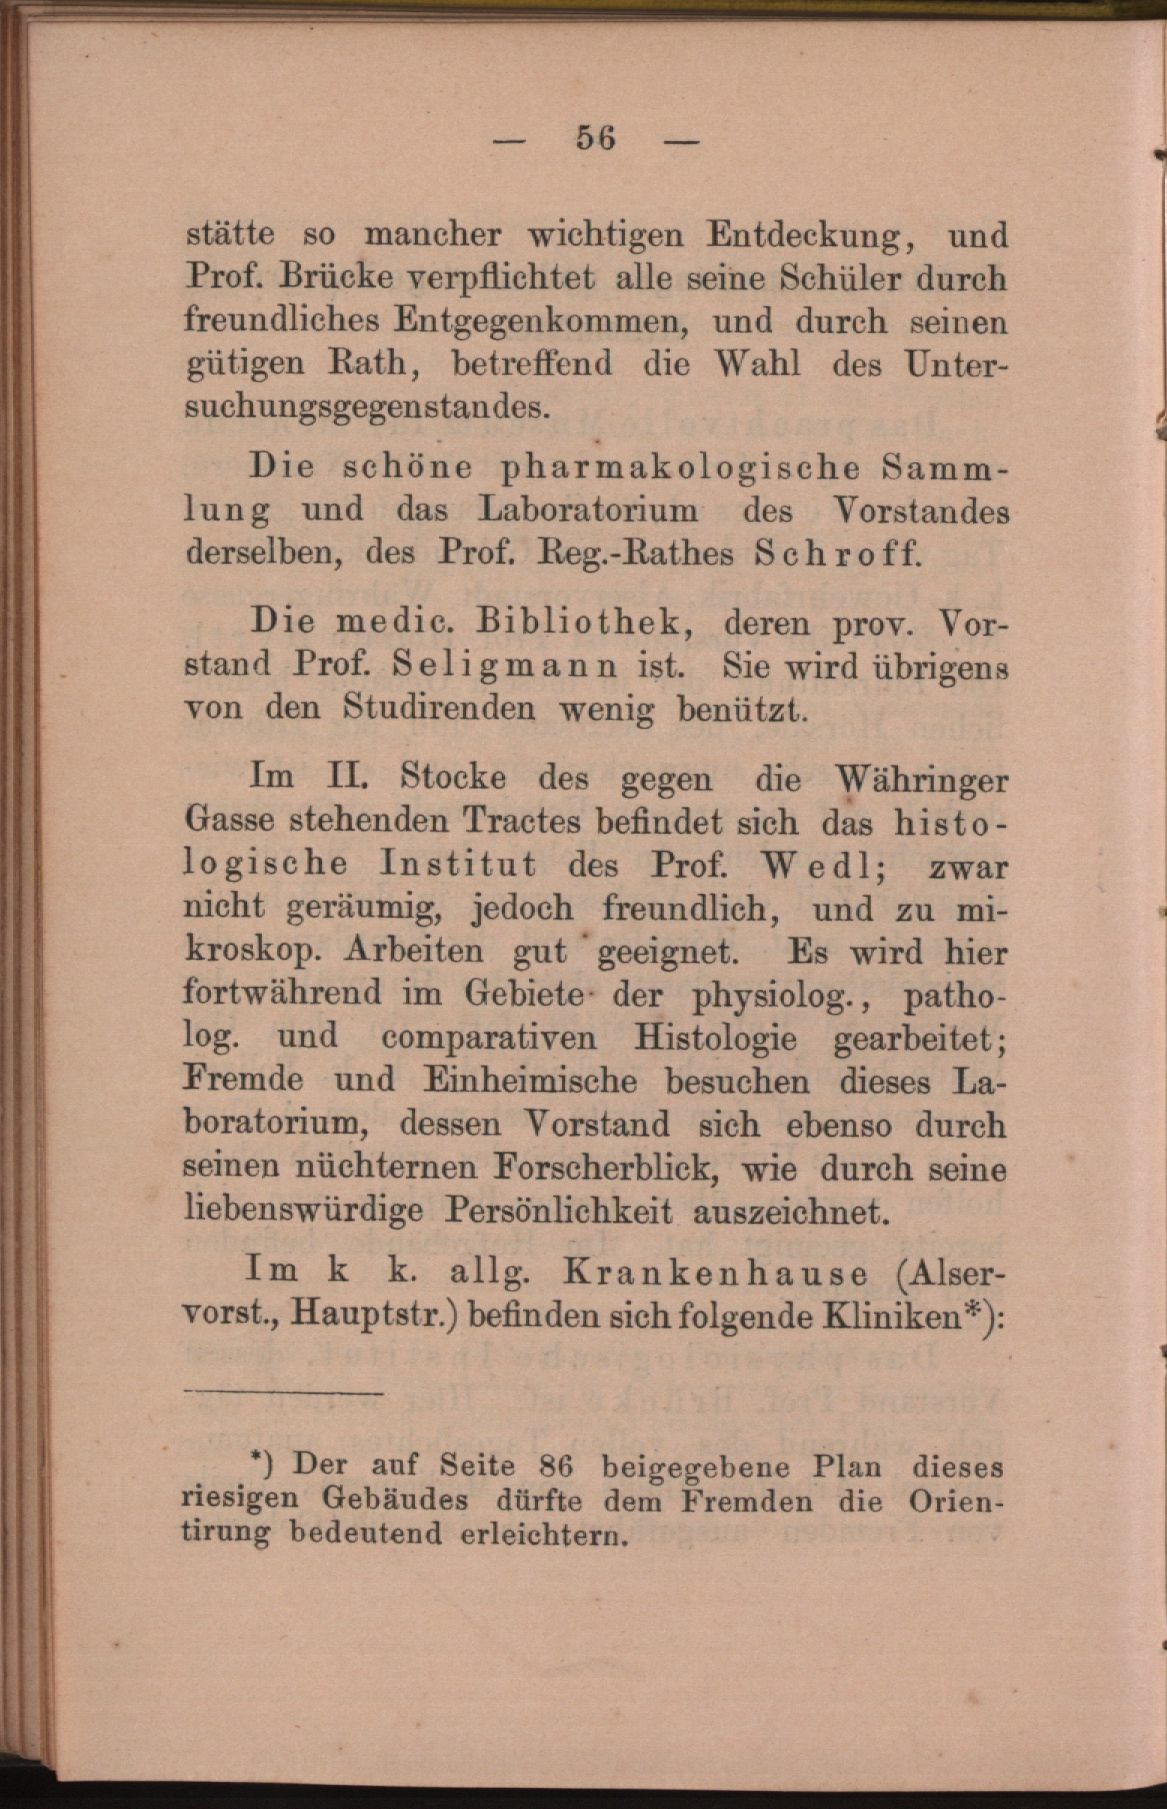 — 56 —
stätte so mancher wichtigen Entdeckung, und
Prof. Brücke verpflichtet alle seine Schüler durch
freundliches Entgegenkommen, und durch seinen
gütigen Rath, betreffend die Wahl des Unter-
suchungsgegenstandes.
Die schöne pharmakologische Samm-
lung und das Laboratorium des Vorstandes
derselben, des Prof. Reg.-Rathes Schroff.
Die medic. Bibliothek, deren prov. Vor-
stand Prof. Seligmann ist. Sie wird übrigens
von den Studirenden wenig benützt.
Im II. Stocke des gegen die Währinger
Gasse stehenden Tractes befindet sich das histo-
logische Institut des Prof. Wedl; zwar
nicht geräumig, jedoch freundlich, und zu mi-
kroskop. Arbeiten gut geeignet. Es wird hier
fortwährend im Gebiete der physiolog., patho-
log. und comparativen Histologie gearbeitet;
Fremde und Einheimische besuchen dieses La-
boratorium, dessen Vorstand sich ebenso durch
seinen nüchternen Forscherblick, wie durch seine
liebenswürdige Persönlichkeit auszeichnet.
Im k k. allg. Krankenhause (Alser-
vorst., Hauptstr.) befinden sich folgende Kliniken*):
*) Der auf Seite 86 beigegebene Plan dieses
riesigen Gebäudes dürfte dem Fremden die Orien-
tirung bedeutend erleichtern.